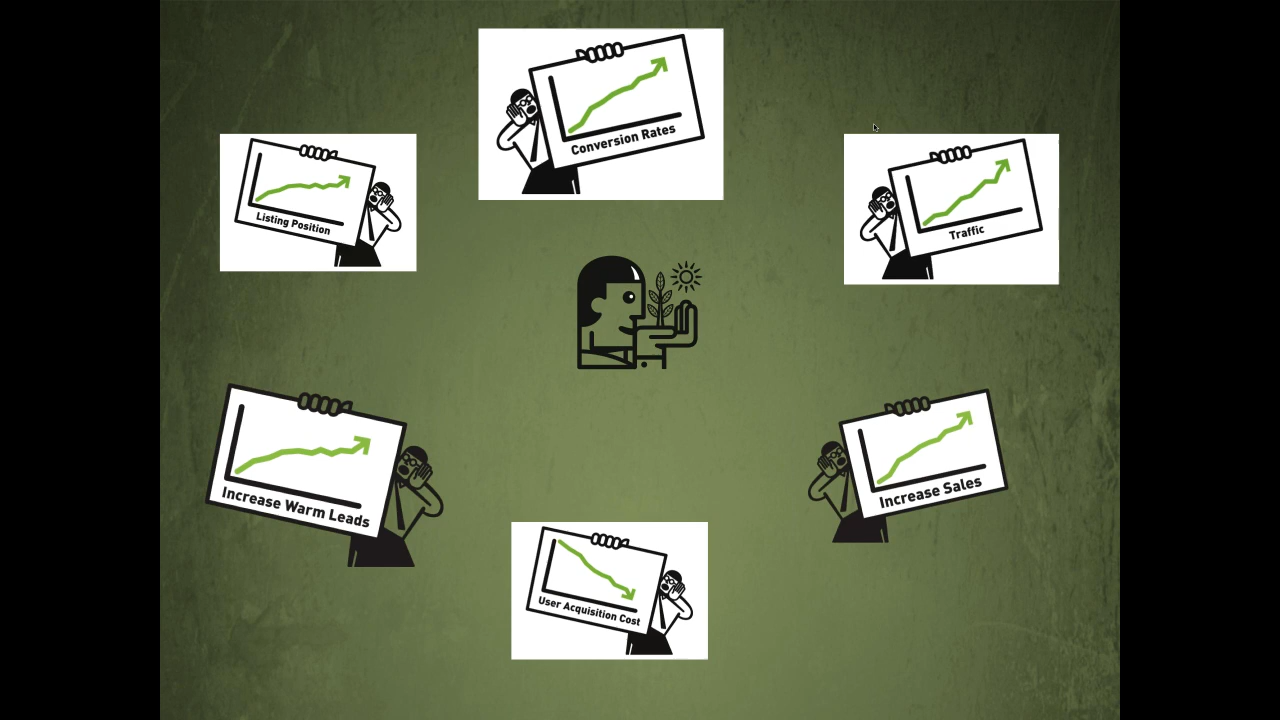 Conversion Rates
Listing Position
Traffic
Increase Warm Leads
Increase Sales
User Acquisition Cost